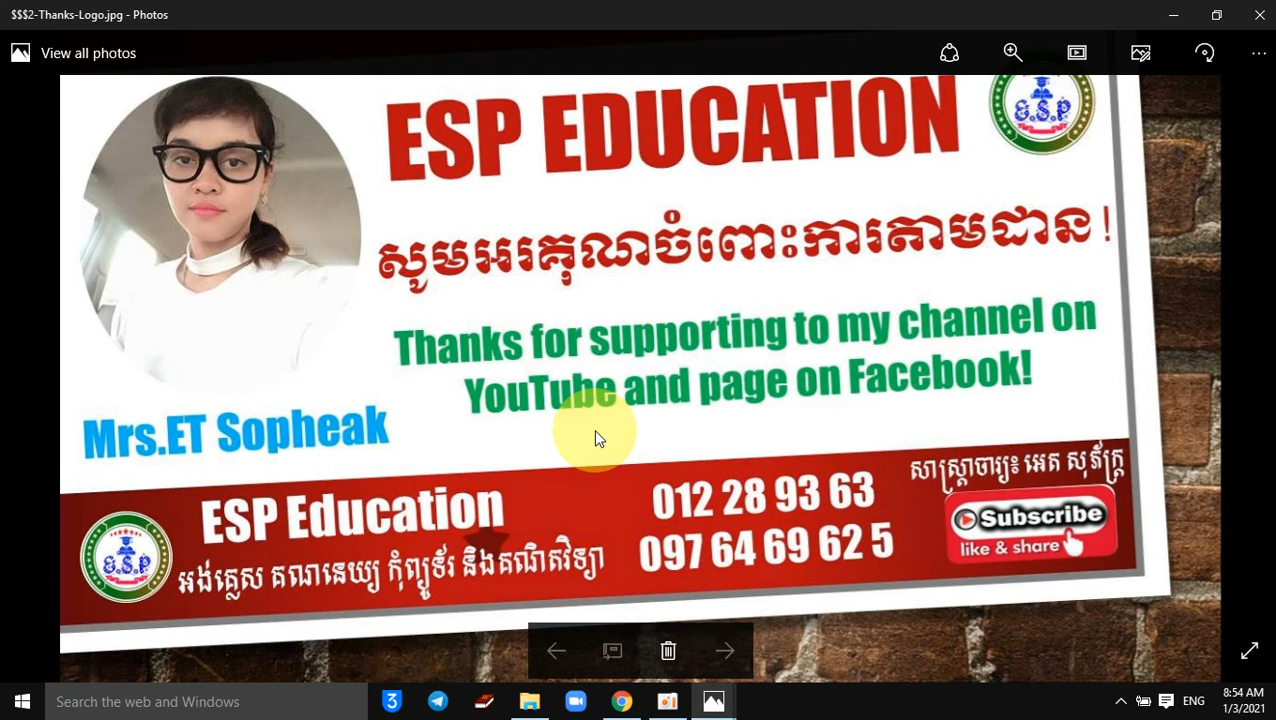 $$$2-Thanks-Logo.jpg - Photos
View all photos
ESP EDUCATION
E.S.P
សូមអរគុណចំពោះការតាមដាន!
Thanks for supporting to my channel on
YouTube and page on Facebook!
Mrs.ET Sopheak
ESP Education
អង់គ្លេស គណនេយ្យ កុំព្យូទ័រ និងគណិតវិទ្យា
E.S.P
012 28 93 63
097 64 69 62 5
សាស្ត្រាចារ្យ៖ អេត សុភ័ក្ត្រ
Subscribe
like & share
Search the web and Windows
ENG
8:54 AM
1/3/2021